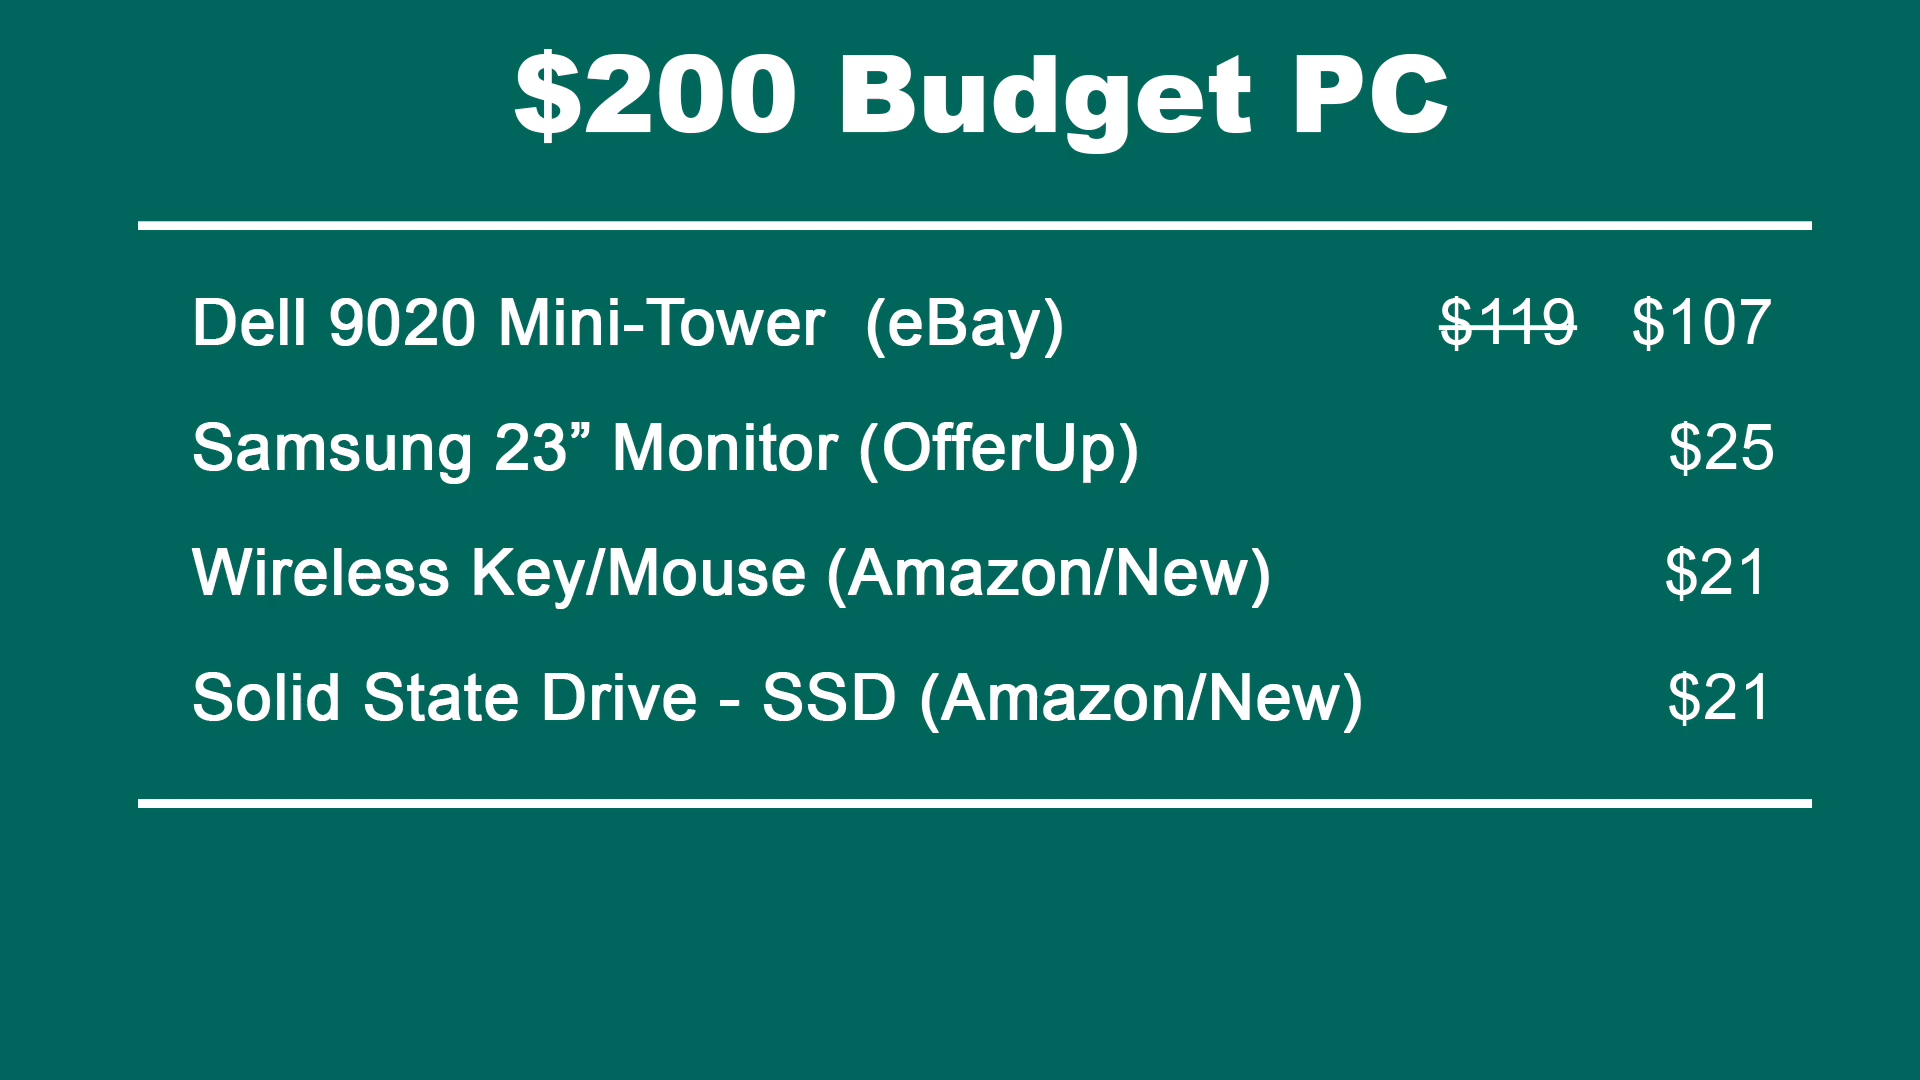 $200 Budget PC
Dell 9020 Mini-Tower (eBay) $119 $107
Samsung 23” Monitor (OfferUp) $25
Wireless Key/Mouse (Amazon/New) $21
Solid State Drive - SSD (Amazon/New) $21